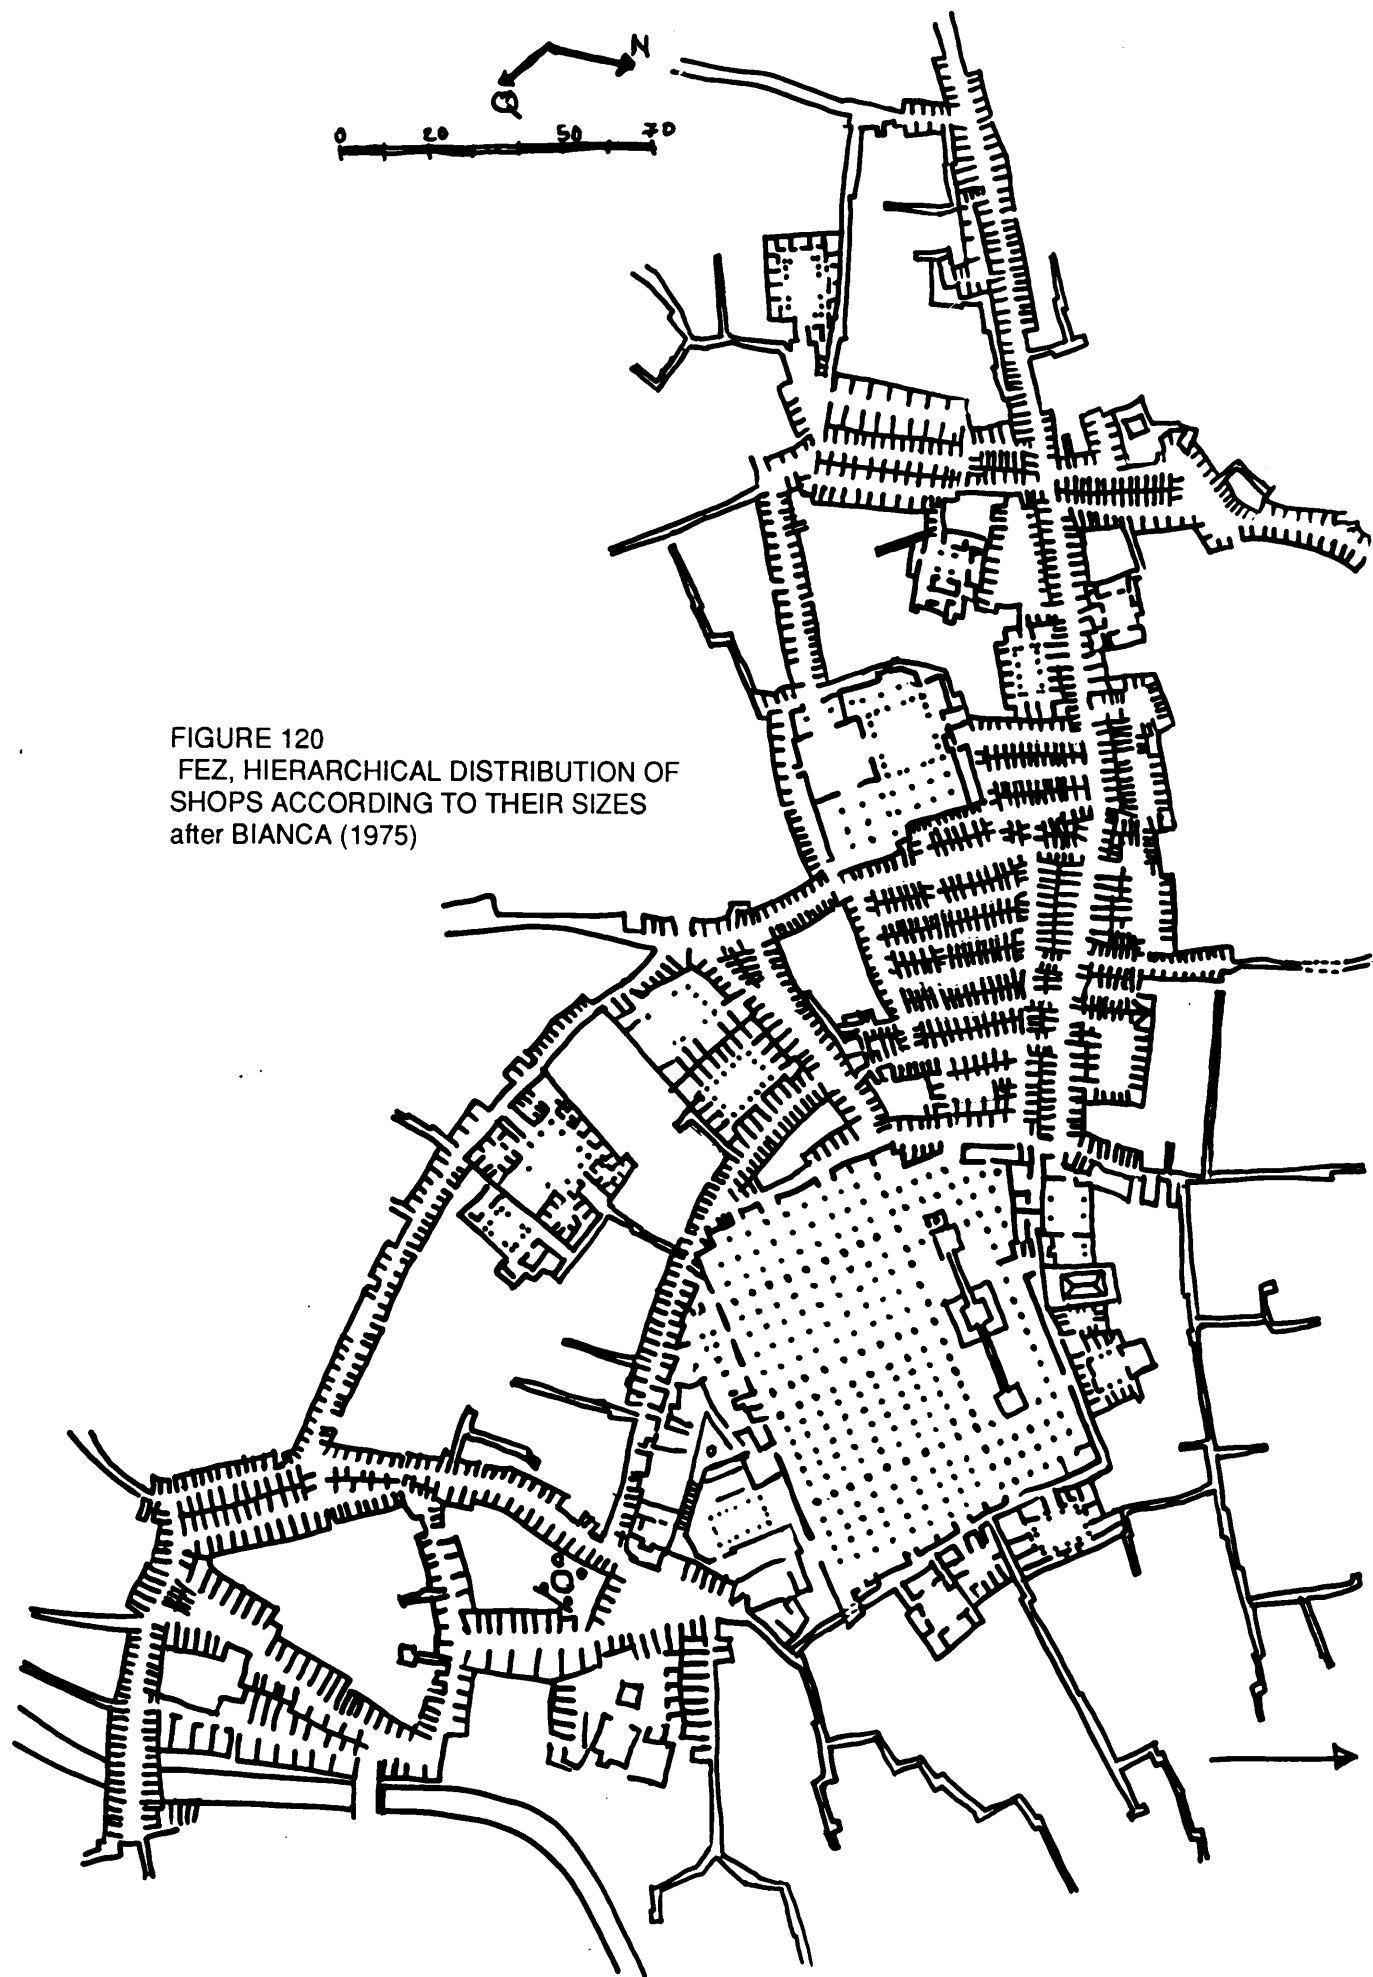 N
Q
0 20 50 70
FIGURE 120
FEZ, HIERARCHICAL DISTRIBUTION OF
SHOPS ACCORDING TO THEIR SIZES
after BIANCA (1975)